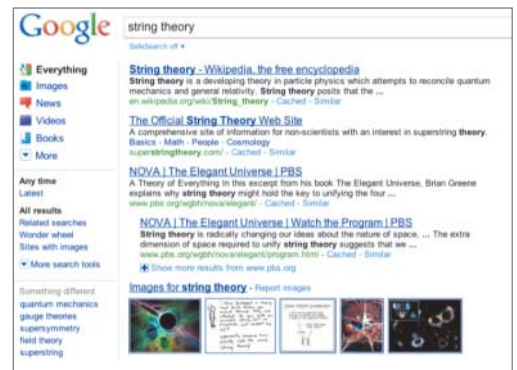 Google
string theory
SafeSearch off ▼
Everything
Images
News
Videos
Books
More
Any time
Latest
All results
Related searches
Wonder wheel
Sites with images
More search tools
Something different
quantum mechanics
gauge theories
supersymmetry
field theory
superstring
String theory - Wikipedia, the free encyclopedia
String theory is a developing theory in particle physics which attempts to reconcile quantum
mechanics and general relativity. String theory posits that the ...
en.wikipedia.org/wiki/String_theory - Cached - Similar
The Official String Theory Web Site
A comprehensive site of information for non-scientists with an interest in superstring theory.
Basics - Math - People - Cosmology
superstringtheory.com/ - Cached - Similar
NOVA | The Elegant Universe | PBS
A Theory of Everything In this excerpt from his book The Elegant Universe, Brian Greene
explains why string theory might hold the key to unifying the four ...
www.pbs.org/wgbh/nova/elegant/ - Cached - Similar
NOVA | The Elegant Universe | Watch the Program | PBS
String theory is radically changing our ideas about the nature of space, ... The extra
dimension of space required to unify string theory suggests that we ...
www.pbs.org/wgbh/nova/elegant/program.html - Cached - Similar
Show more results from www.pbs.org
Images for string theory - Report images